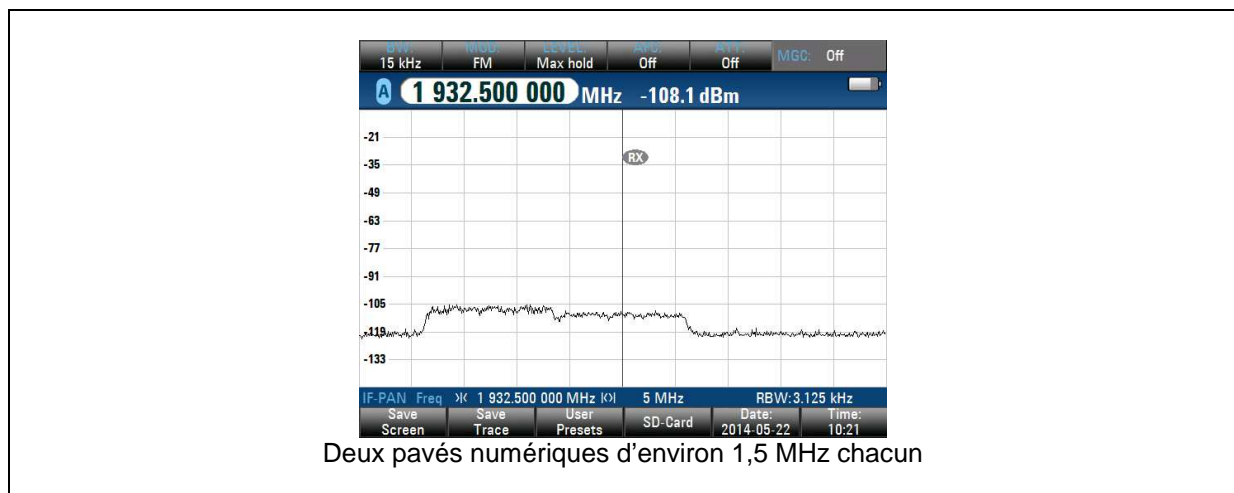 BW: MOD: LEVEL: AFC: ATT: MGC: Off
15 kHz FM Max hold Off Off
A 1 932.500 000 MHz -108.1 dBm
-21
RX
-35
-49
-63
-77
-91
-105
-119
-133
IF-PAN Freq 1 932.500 000 MHz 5 MHz RBW:3.125 kHz
Save Save User SD-Card Date: Time:
Screen Trace Presets 2014-05-22 10:21
Deux pavés numériques d'environ 1,5 MHz chacun